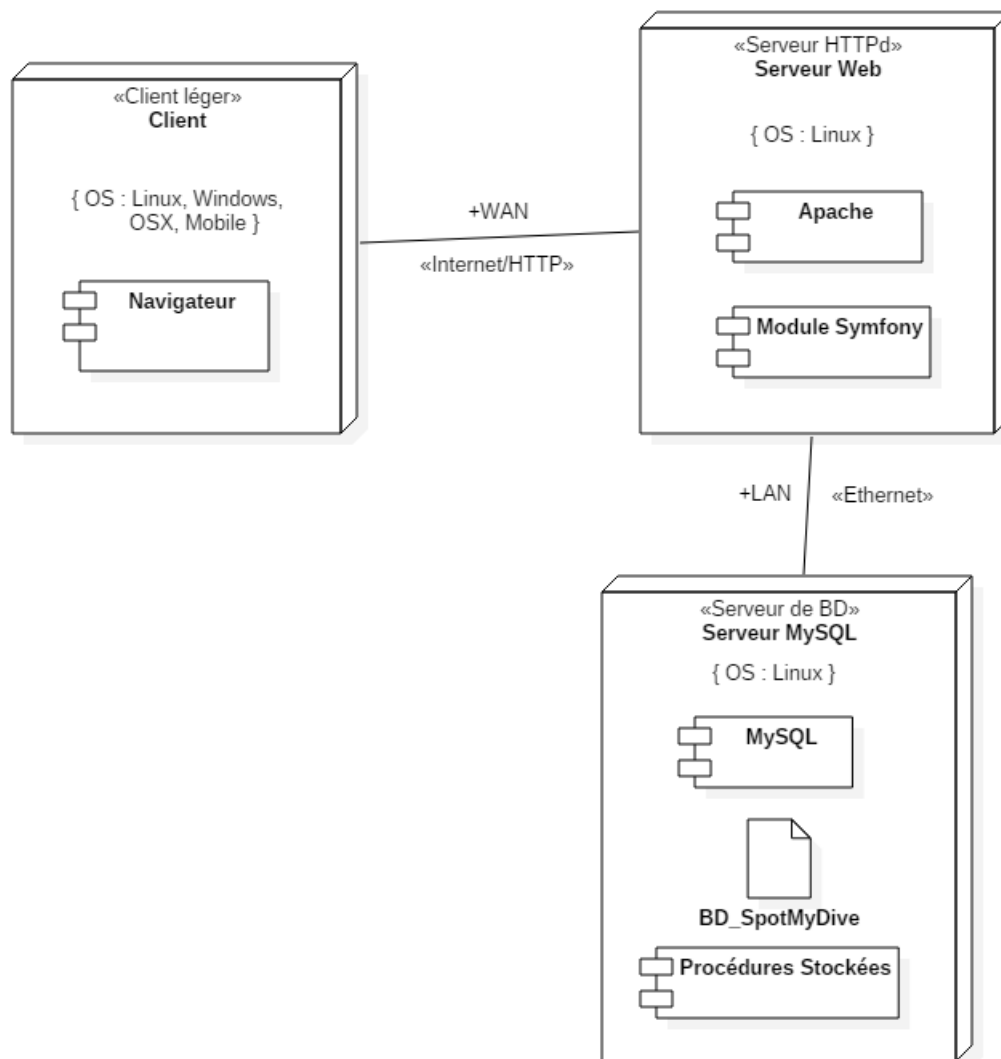 «Client léger»
Client
{ OS : Linux, Windows,
OSX, Mobile }
Navigateur
+WAN
«Internet/HTTP»
«Serveur HTTPd»
Serveur Web
{ OS : Linux }
Apache
Module Symfony
+LAN
«Ethernet»
«Serveur de BD»
Serveur MySQL
{ OS : Linux }
MySQL
BD_SpotMyDive
Procédures Stockées